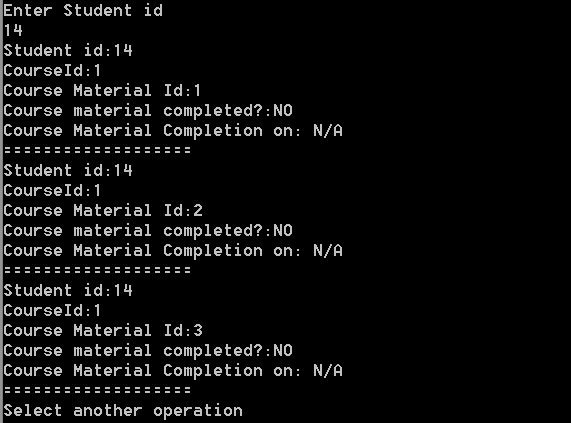 Enter Student id
14
Student id:14
CourseId:1
Course Material Id:1
Course material completed?:NO
Course Material Completion on: N/A
===================
Student id:14
CourseId:1
Course Material Id:2
Course material completed?:NO
Course Material Completion on: N/A
===================
Student id:14
CourseId:1
Course Material Id:3
Course material completed?:NO
Course Material Completion on: N/A
===================
Select another operation